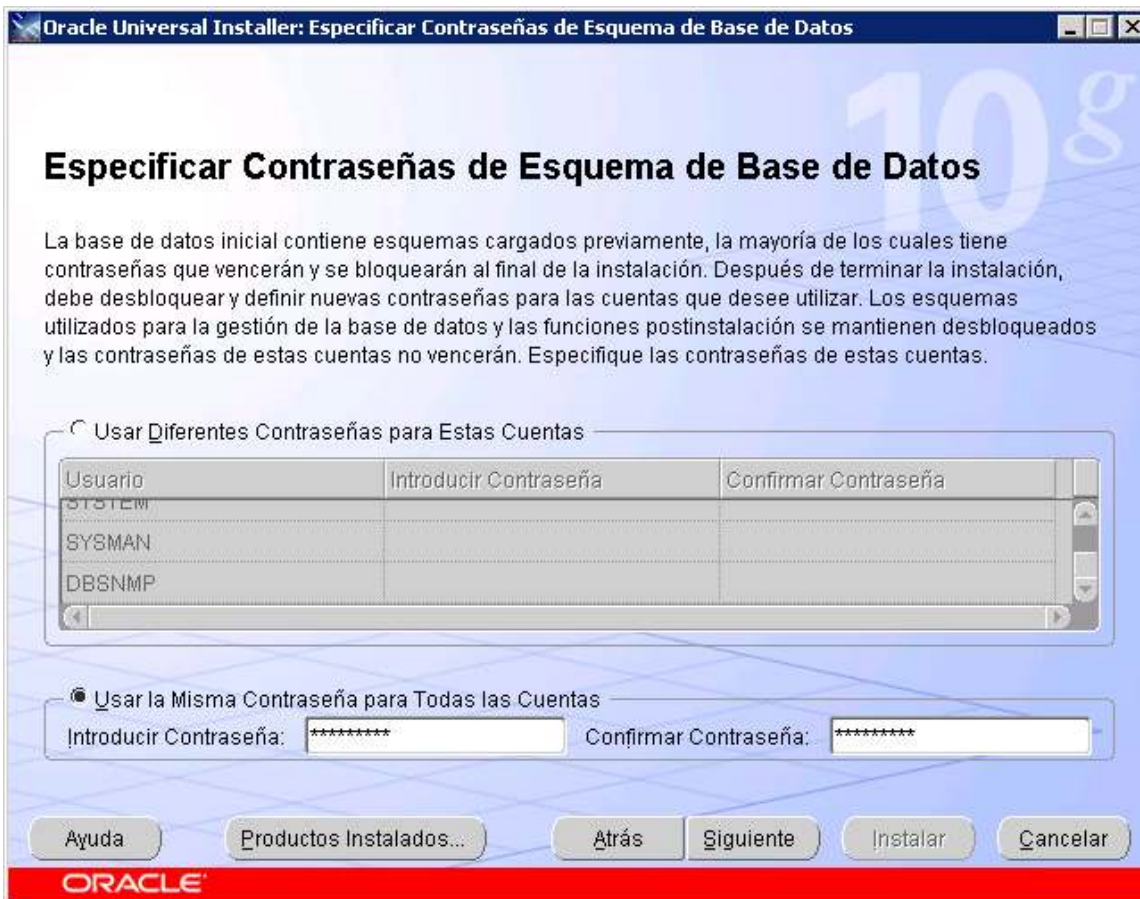 Oracle Universal Installer: Especificar Contraseñas de Esquema de Base de Datos
10g
Especificar Contraseñas de Esquema de Base de Datos
La base de datos inicial contiene esquemas cargados previamente, la mayoría de los cuales tiene
contraseñas que vencerán y se bloquearán al final de la instalación. Después de terminar la instalación,
debe desbloquear y definir nuevas contraseñas para las cuentas que desee utilizar. Los esquemas
utilizados para la gestión de la base de datos y las funciones postinstalación se mantienen desbloqueados
y las contraseñas de estas cuentas no vencerán. Especifique las contraseñas de estas cuentas.
Usar Diferentes Contraseñas para Estas Cuentas
Usuario Introducir Contraseña Confirmar Contraseña
SYSTEM
SYSMAN
DBSNMP
Usar la Misma Contraseña para Todas las Cuentas
Introducir Contraseña: ********* Confirmar Contraseña: *********
Ayuda Productos Instalados... Atrás Siguiente Instalar Cancelar
ORACLE